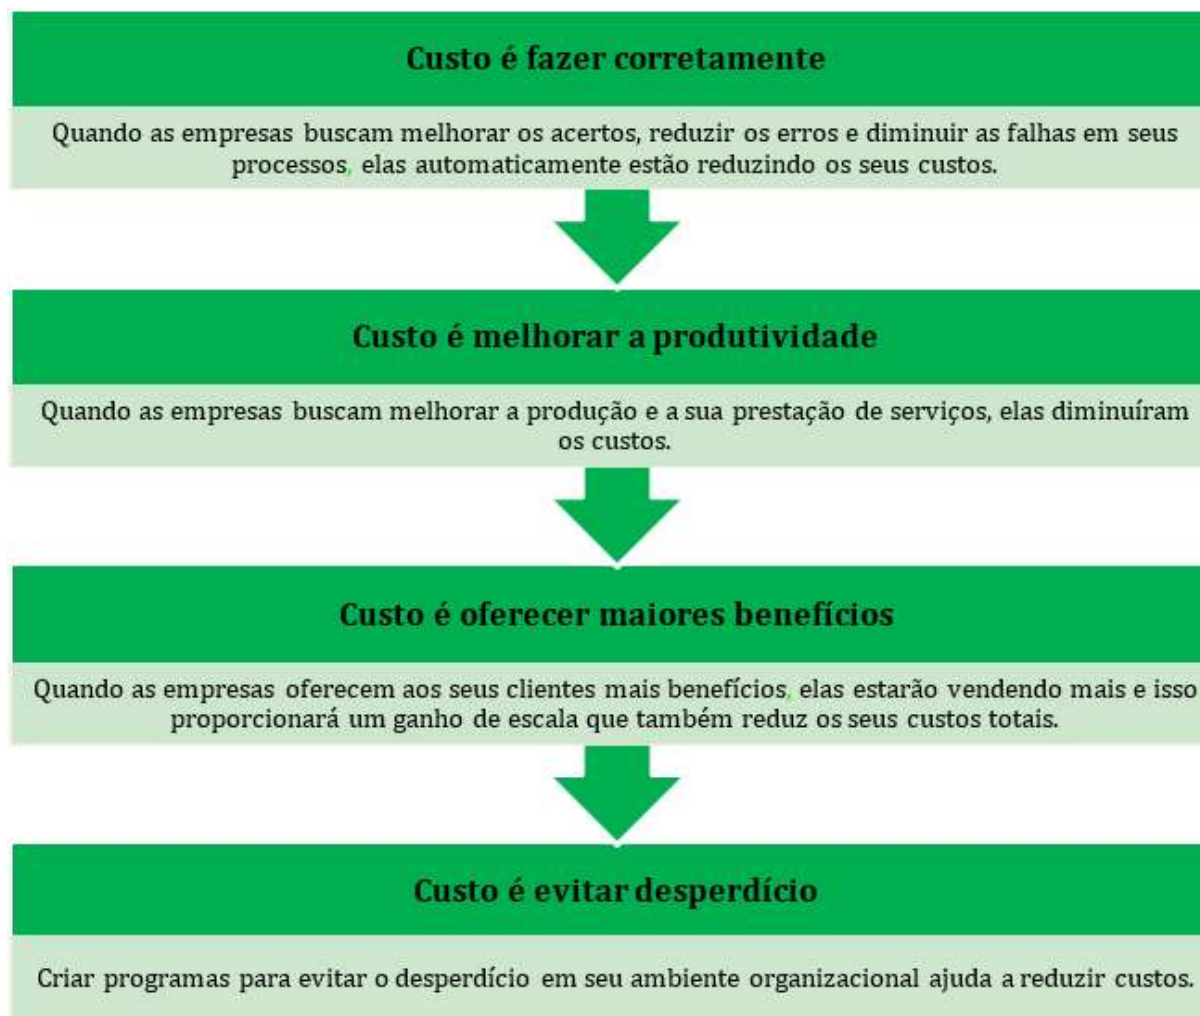 Custo é fazer corretamente
Quando as empresas buscam melhorar os acertos, reduzir os erros e diminuir as falhas em seus
processos, elas automaticamente estão reduzindo os seus custos.
Custo é melhorar a produtividade
Quando as empresas buscam melhorar a produção e a sua prestação de serviços, elas diminuíram
os custos.
Custo é oferecer maiores benefícios
Quando as empresas oferecem aos seus clientes mais benefícios, elas estarão vendendo mais e isso
proporcionará um ganho de escala que também reduz os seus custos totais.
Custo é evitar desperdício
Criar programas para evitar o desperdício em seu ambiente organizacional ajuda a reduzir custos.